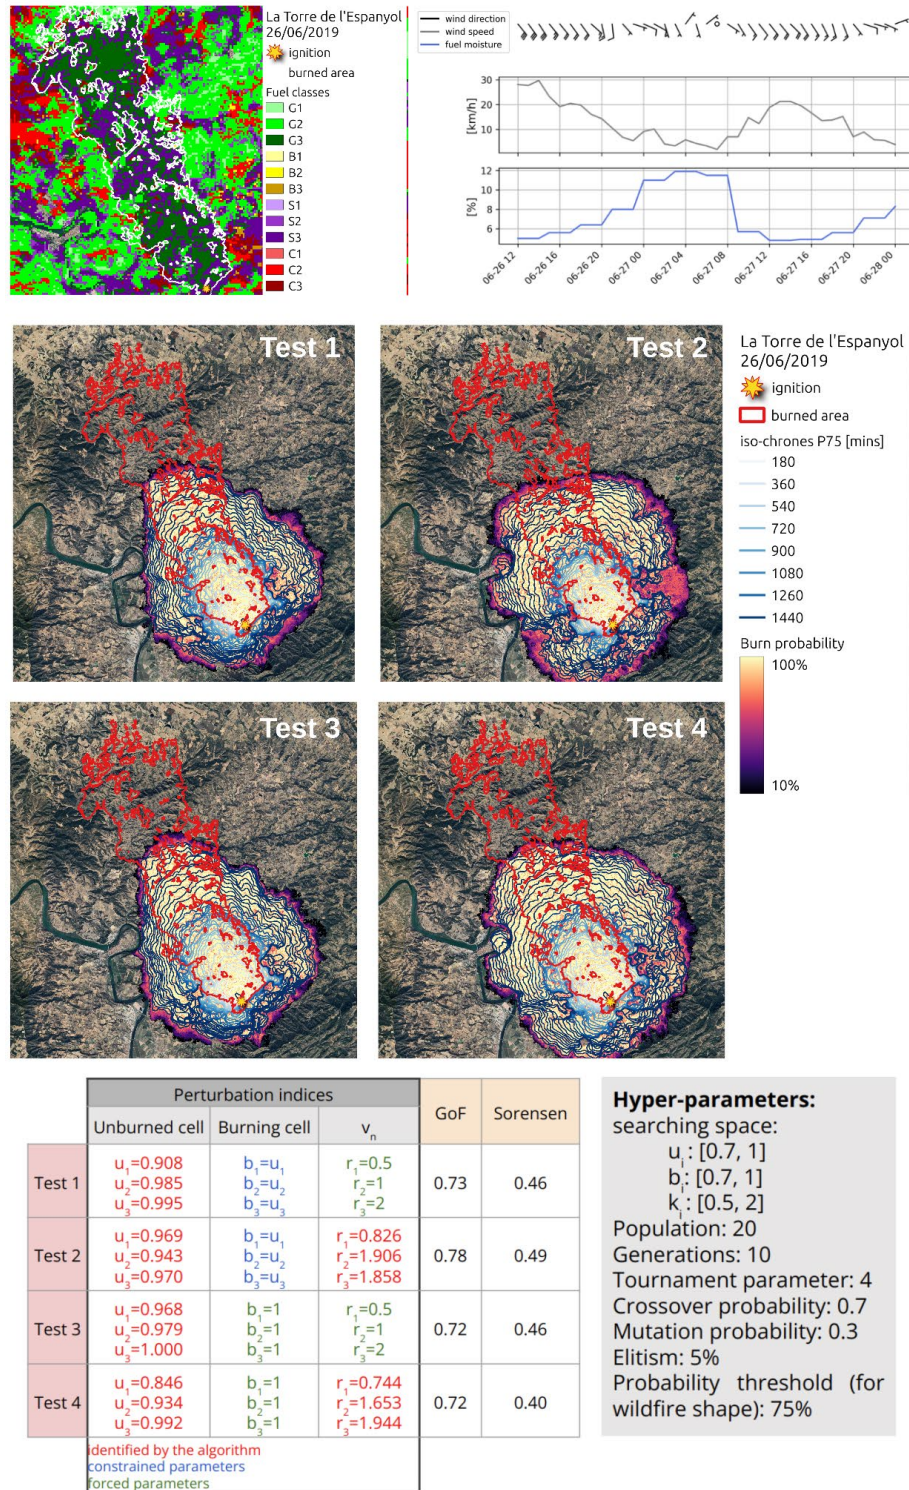 La Torre de l'Espanyol
26/06/2019
ignition
burned area
Fuel classes
G1
G2
G3
B1
B2
B3
S1
S2
S3
C1
C2
C3
wind direction
wind speed
fuel moisture
[km/h]
30
20
10
[%]
12
10
8
6
06-26 12
06-26 16
06-26 20
06-27 00
06-27 04
06-27 08
06-27 12
06-27 16
06-27 20
06-28 00
Test 1
Test 2
La Torre de l'Espanyol
26/06/2019
ignition
burned area
iso-chrones P75 [mins]
180
360
540
720
900
1080
1260
1440
Burn probability
100%
10%
Test 3
Test 4
Perturbation indices
GoF
Sorensen
Unburned cell Burning cell vn
Test 1
u1=0.908 b1=u1 r1=0.5
u2=0.985 b2=u2 r2=1
u3=0.995 b3=u3 r3=2
0.73 0.46
Test 2
u1=0.969 b1=u1 r1=0.826
u2=0.943 b2=u2 r2=1.906
u3=0.970 b3=u3 r3=1.858
0.78 0.49
Test 3
u1=0.968 b1=1 r1=0.5
u2=0.979 b2=1 r2=1
u3=1.000 b3=1 r3=2
0.72 0.46
Test 4
u1=0.846 b1=1 r1=0.744
u2=0.934 b2=1 r2=1.653
u3=0.992 b3=1 r3=1.944
0.72 0.40
identified by the algorithm
constrained parameters
forced parameters
Hyper-parameters:
searching space:
ui: [0.7, 1]
bi: [0.7, 1]
ki: [0.5, 2]
Population: 20
Generations: 10
Tournament parameter: 4
Crossover probability: 0.7
Mutation probability: 0.3
Elitism: 5%
Probability threshold (for
wildfire shape): 75%